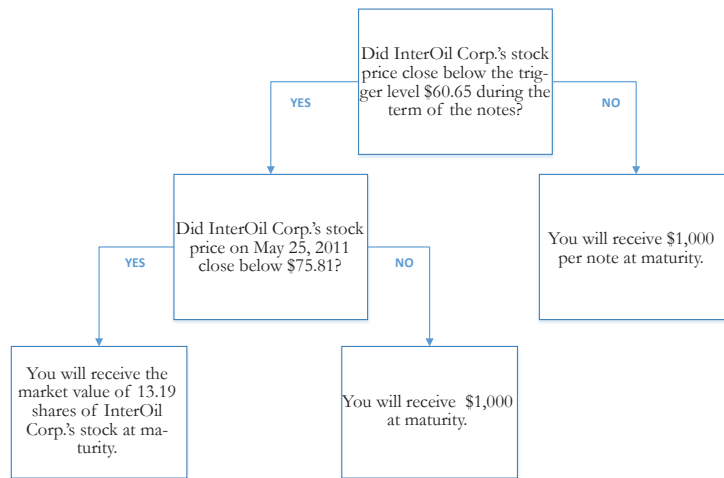 Did InterOil Corp.'s stock
price close below the trig-
ger level $60.65 during the
term of the notes?
YES
NO
Did InterOil Corp.'s stock
price on May 25, 2011
close below $75.81?
You will receive $1,000
per note at maturity.
YES
NO
You will receive the
market value of 13.19
shares of InterOil
Corp.'s stock at ma-
turity.
You will receive $1,000
at maturity.